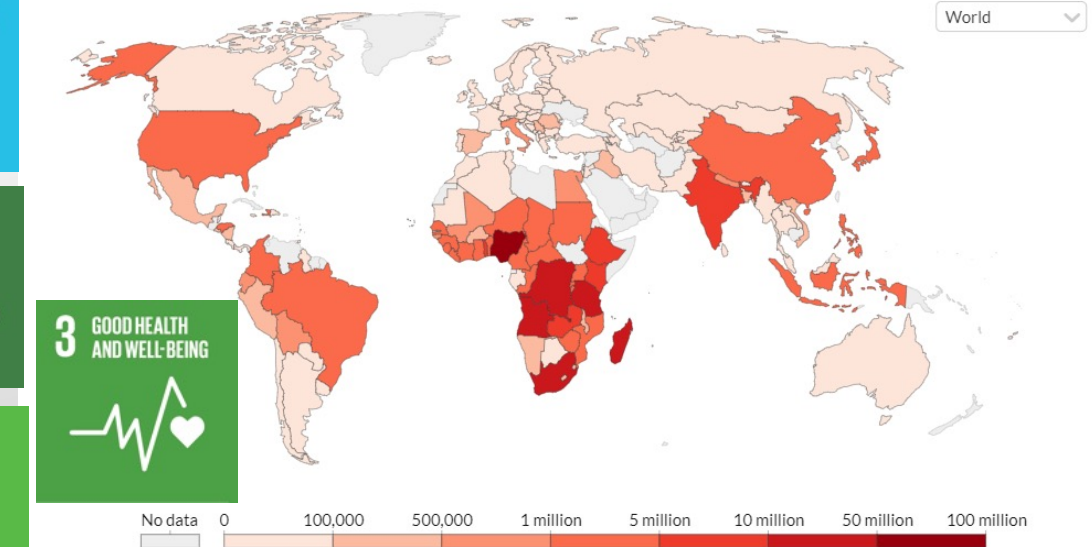 World
3 GOOD HEALTH
AND WELL-BEING
No data 0 100,000 500,000 1 million 5 million 10 million 50 million 100 million